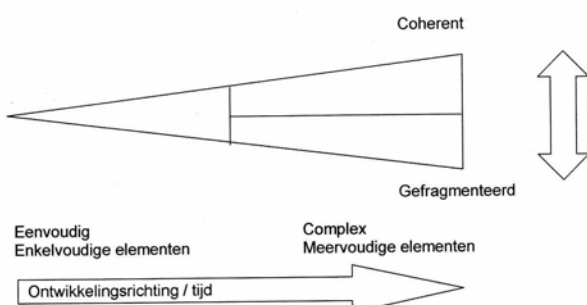 Coherent
Gefragmenteerd
Eenvoudig
Enkelvoudige elementen
Complex
Meervoudige elementen
Ontwikkelingsrichting / tijd